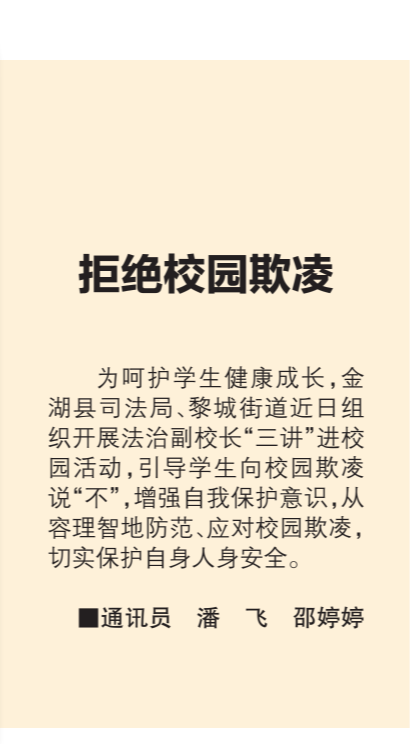 拒绝校园欺凌
为呵护学生健康成长,金
湖县司法局、黎城街道近日组
织开展法治副校长“三讲”进校
园活动,引导学生向校园欺凌
说“不”,增强自我保护意识,从
容理智地防范、应对校园欺凌,
切实保护自身人身安全。
■通讯员　潘　飞　邵婷婷